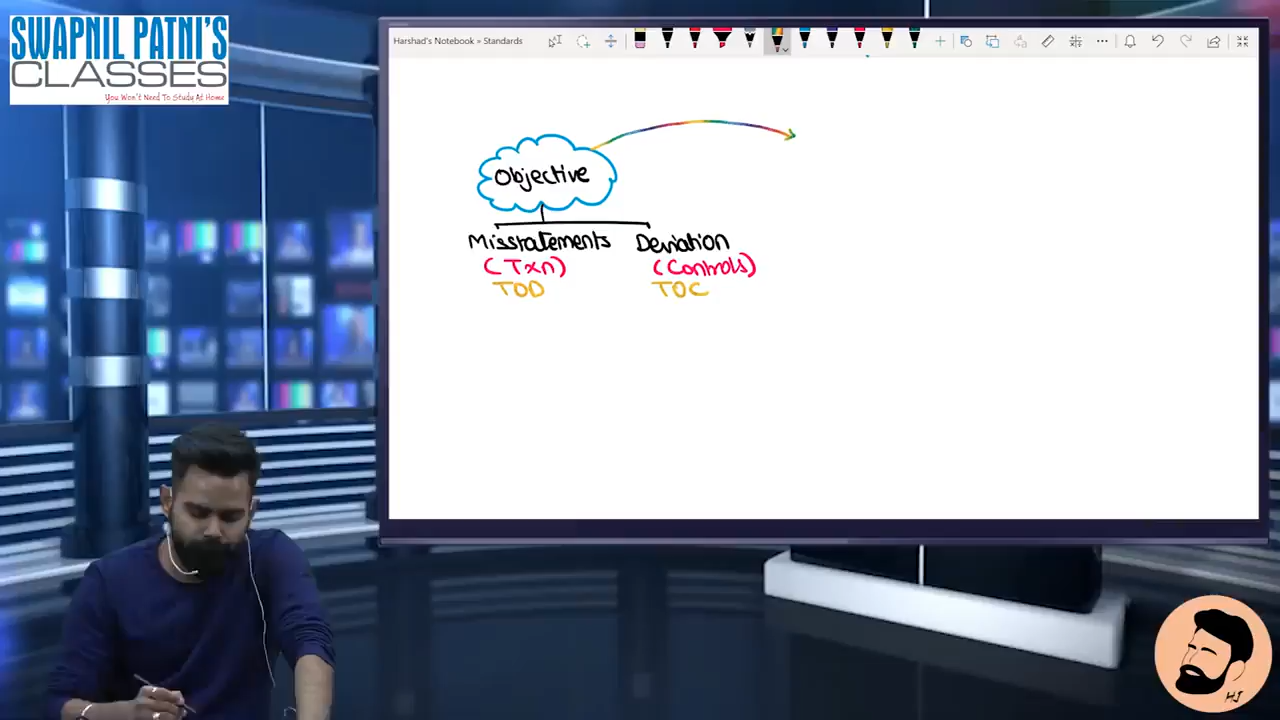 SWAPNIL PATNI'S
CLASSES
You Won't Need To Study At Home
Harshad's Notebook » Standards
Objective
Misstatements Deviation
(Txn) (Controls)
TOD TOC
HJ